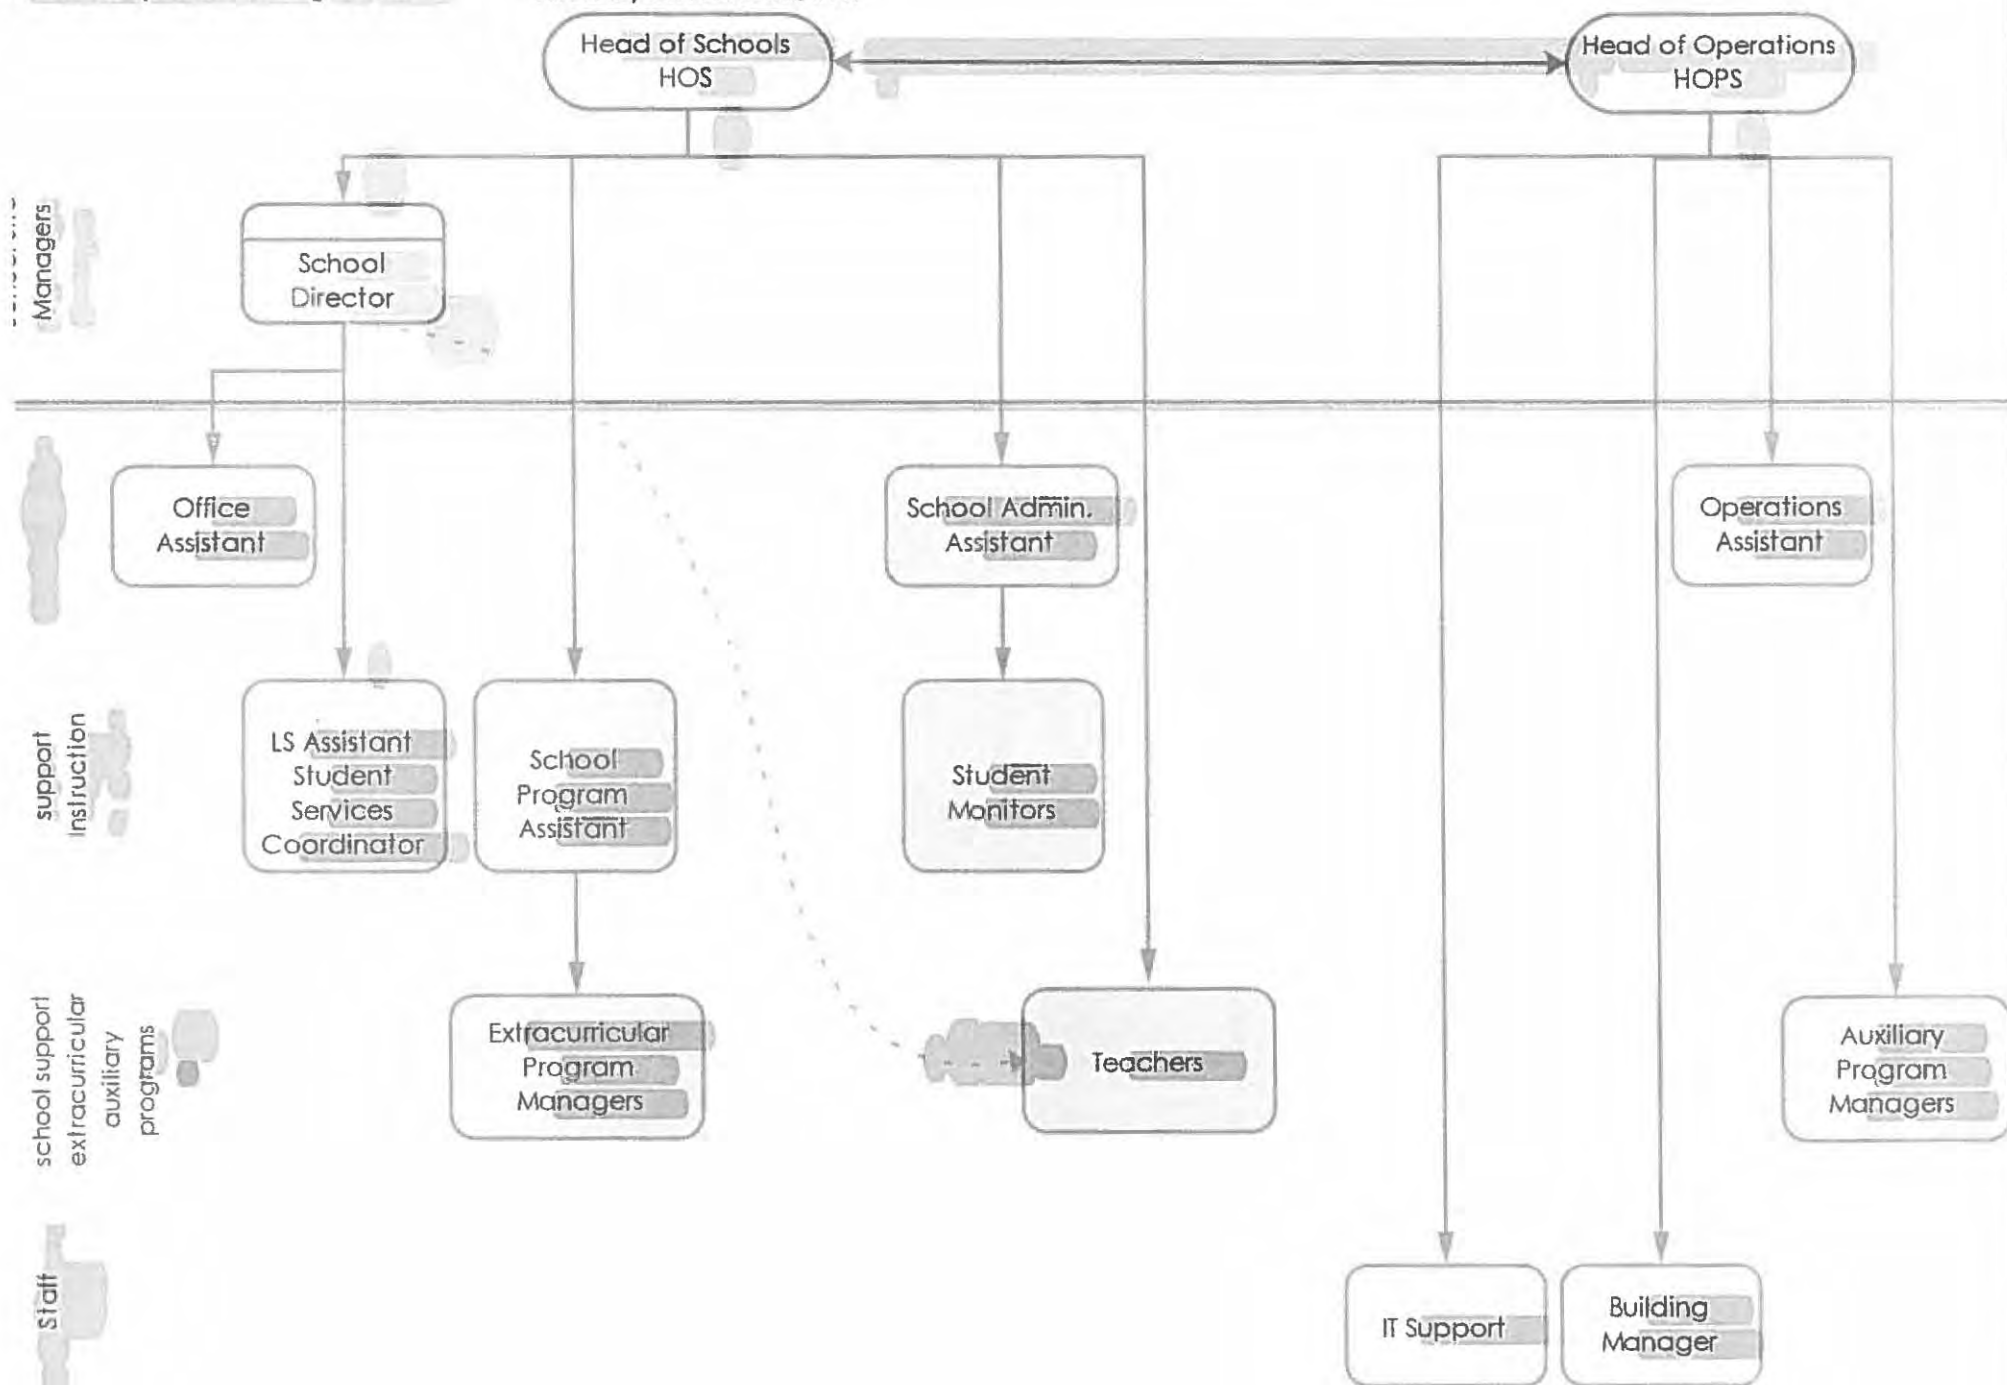 Head of Schools
HOS
Head of Operations
HOPS
Managers
School
Director
Office
Assistant
School Admin.
Assistant
Operations
Assistant
support
Instruction
LS Assistant
Student
Services
Coordinator
School
Program
Assistant
Student
Monitors
school support
extracurricular
auxiliary
programs
Extracurricular
Program
Managers
Teachers
Auxiliary
Program
Managers
Staff
IT Support
Building
Manager